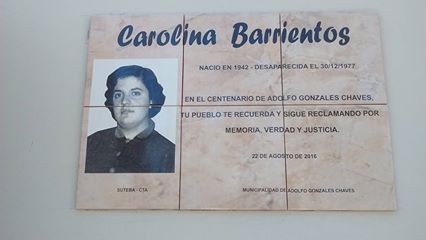 Carolina Barrientos
NACIO EN 1942 - DESAPARECIDA EL 30/12/1977
EN EL CENTENARIO DE ADOLFO GONZALES CHAVES,
TU PUEBLO TE RECUERDA Y SIGUE RECLAMANDO POR
MEMORIA, VERDAD Y JUSTICIA.
22 DE AGOSTO DE 2016
SUTEBA - CTA
MUNICIPALIDAD DE ADOLFO GONZALES CHAVES